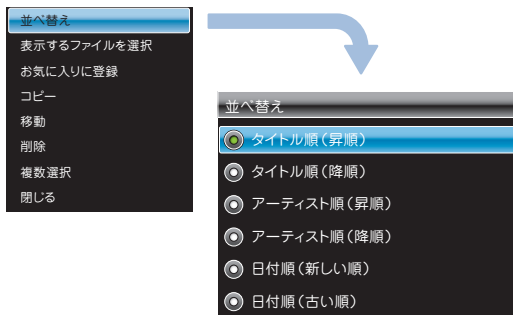 並べ替え
表示するファイルを選択
お気に入りに登録
コピー
移動
削除
複数選択
閉じる
並べ替え
タイトル順(昇順)
タイトル順(降順)
アーティスト順(昇順)
アーティスト順(降順)
日付順(新しい順)
日付順(古い順)